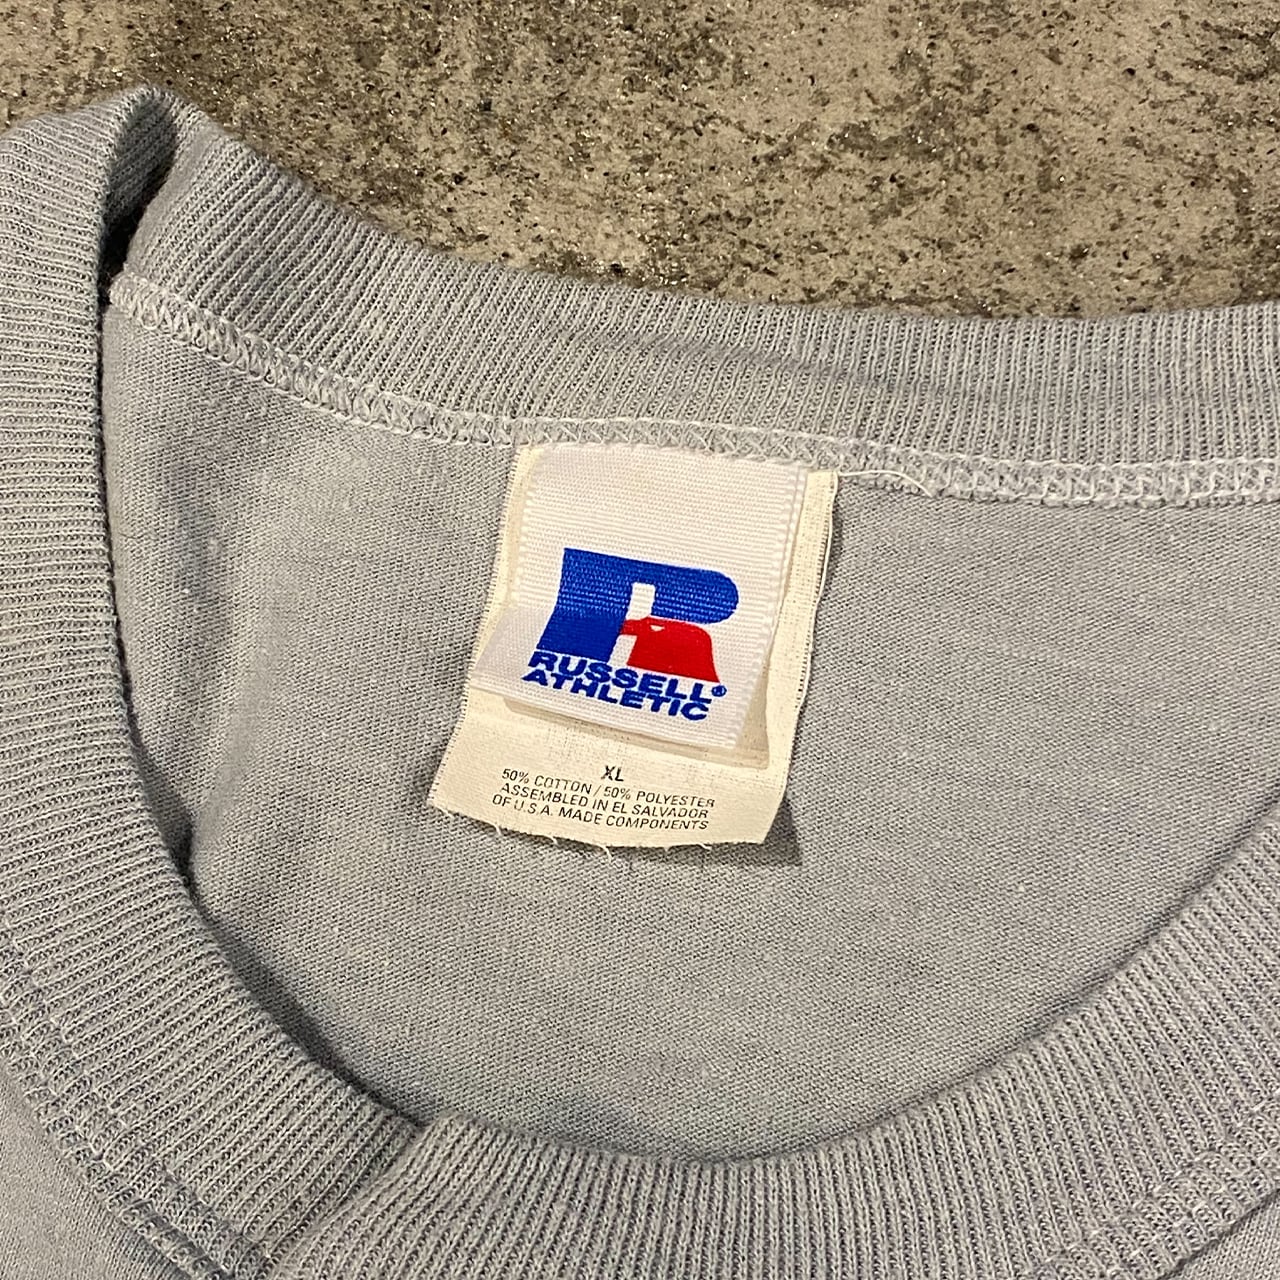 RUSSELL®
ATHLETIC
XL
50% COTTON / 50% POLYESTER
ASSEMBLED IN EL SALVADOR
OF U.S.A. MADE COMPONENTS